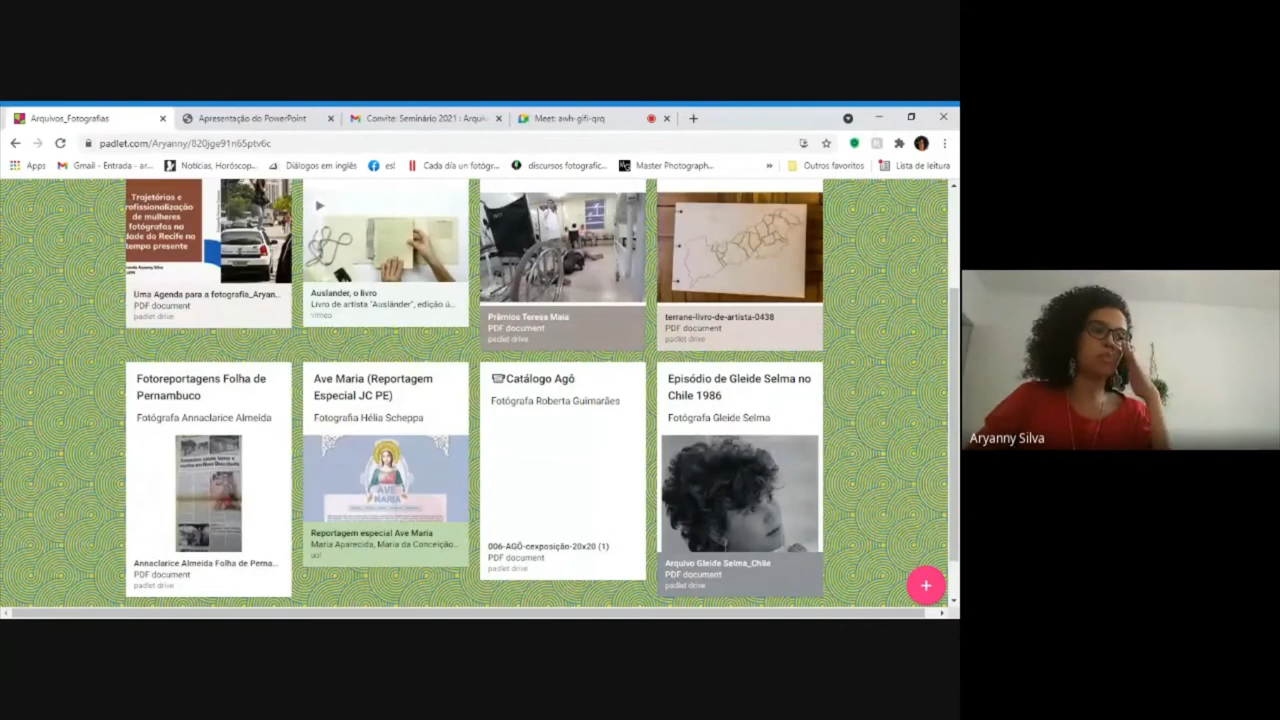 Arquivos_Fotografias
Apresentação do PowerPoint
Convite: Seminário 2021 : Arqui
Meet: awh-gifi-qrq
padlet.com/Aryanny/820jge91n65ptv6c
Apps
Gmail - Entrada - ar...
Notícias, Horóscop...
Diálogos em inglês
es!
Cada día un fotógr...
discursos fotografic...
Master Photograph...
»
Outros favoritos
Lista de leitura
Trajetórias e
rofissionalização
de mulheres
fotógrafas na
dade do Recife no
tempo presente
Uma Agenda para a fotografia_Aryan...
PDF document
padlet drive
Auslander, o livro
Livro de artista "Ausländer", edição ú...
vimeo
Prêmios Teresa Maia
PDF document
padlet drive
terrane-livro-de-artista-0438
PDF document
padlet drive
Fotoreportagens Folha de
Pernambuco
Fotógrafa Annaclarice Almeida
Annaclarice Almeida Folha de Perna...
PDF document
padlet drive
Ave Maria (Reportagem
Especial JC PE)
Fotografia Hélia Scheppa
AVE
MARIA
Reportagem especial Ave Maria
Maria Aparecida, Maria da Conceição...
uol
Catálogo Agô
Fotógrafa Roberta Guimarães
006-AGÔ-cexposição-20x20 (1)
PDF document
padlet drive
Episódio de Gleide Selma no
Chile 1986
Fotógrafa Gleide Selma
Arquivo Gleide Selma_Chile
PDF document
padlet drive
Aryanny Silva